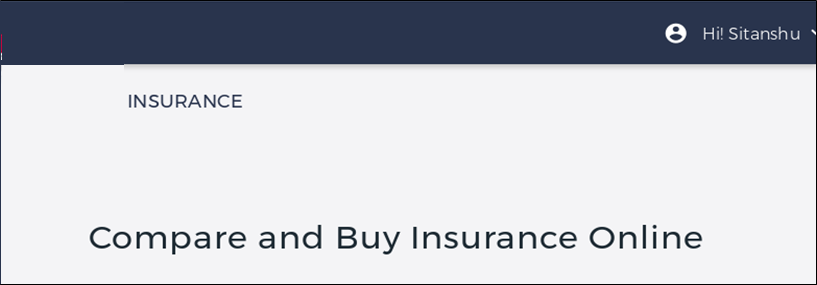 Hi! Sitanshu
INSURANCE
Compare and Buy Insurance Online